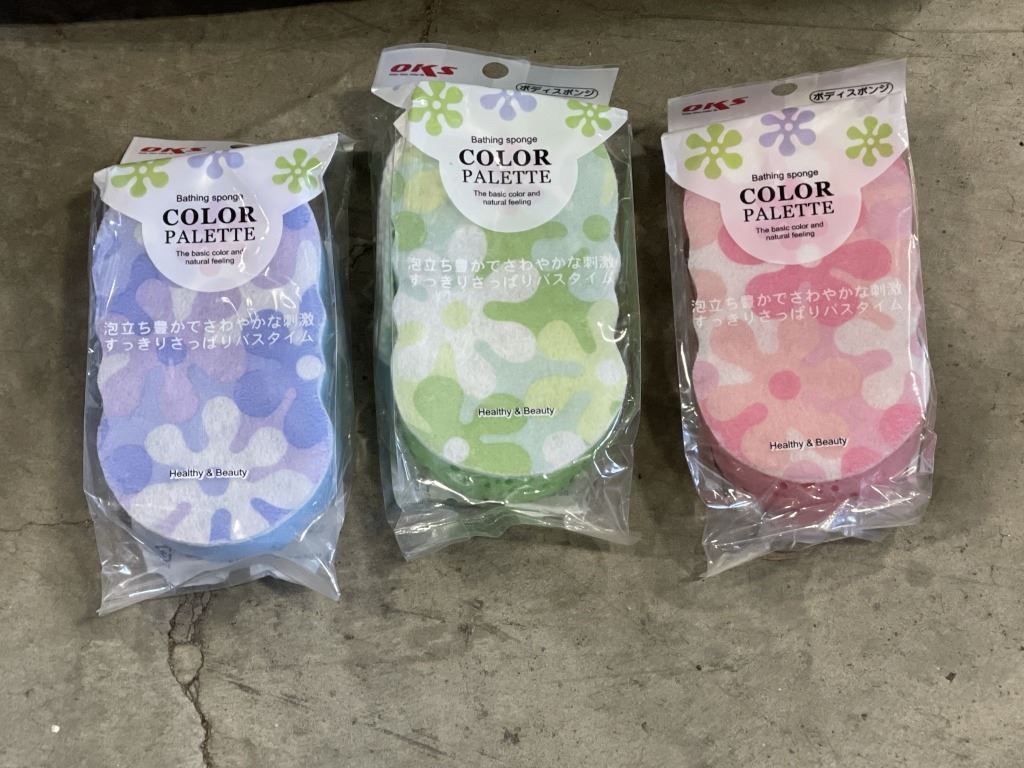 OKS
Bathing sponge
COLOR
PALETTE
The basic color and
natural feeling
泡立ち豊かでさわやかな刺激
すっきりさっぱりバスタイム
Healthy & Beauty
OKS
ボディスポンジ
Bathing sponge
COLOR
PALETTE
The basic color and
natural feeling
泡立ち豊かでさわやかな刺激
すっきりさっぱりバスタイム
Healthy & Beauty
OKS
ボディスポンジ
Bathing sponge
COLOR
PALETTE
The basic color and
natural feeling
泡立ち豊かでさわやかな刺激
すっきりさっぱりバスタイム
Healthy & Beauty